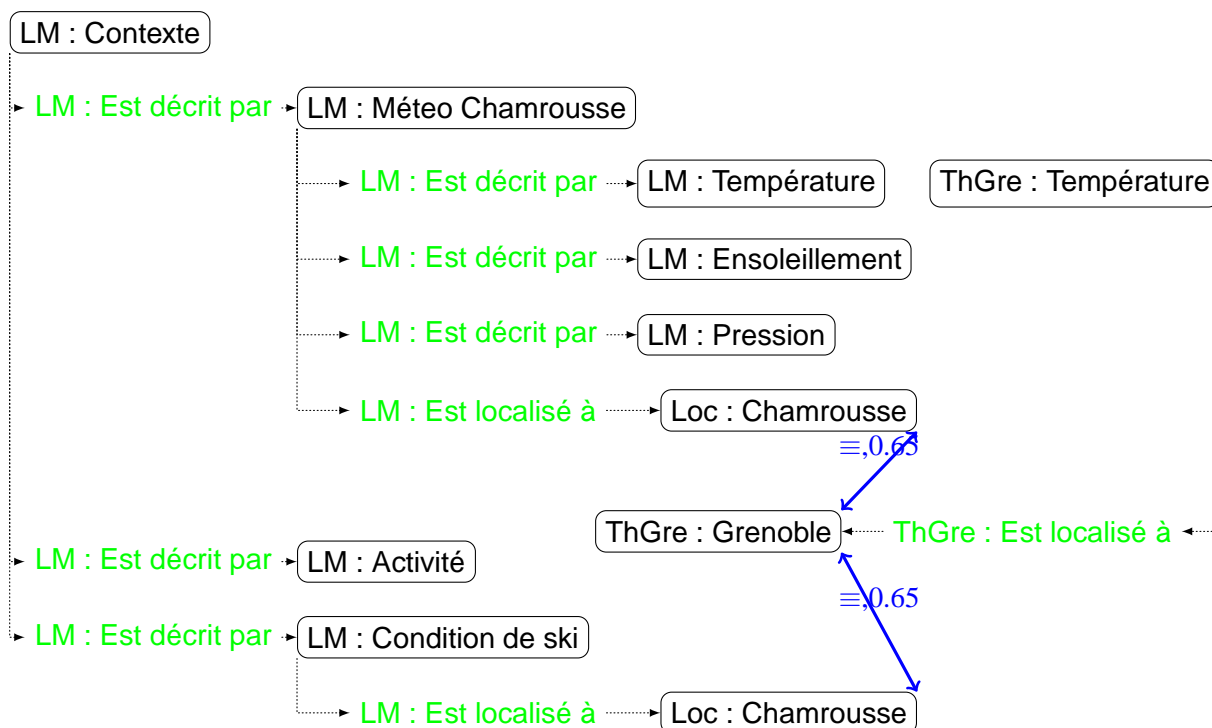 LM : Contexte
LM : Est décrit par LM : Méteo Chamrousse
LM : Est décrit par LM : Température ThGre : Température
LM : Est décrit par LM : Ensoleillement
LM : Est décrit par LM : Pression
LM : Est localisé à Loc : Chamrousse
≡,0.65
ThGre : Grenoble ThGre : Est localisé à
LM : Est décrit par LM : Activité
≡,0.65
LM : Est décrit par LM : Condition de ski
LM : Est localisé à Loc : Chamrousse